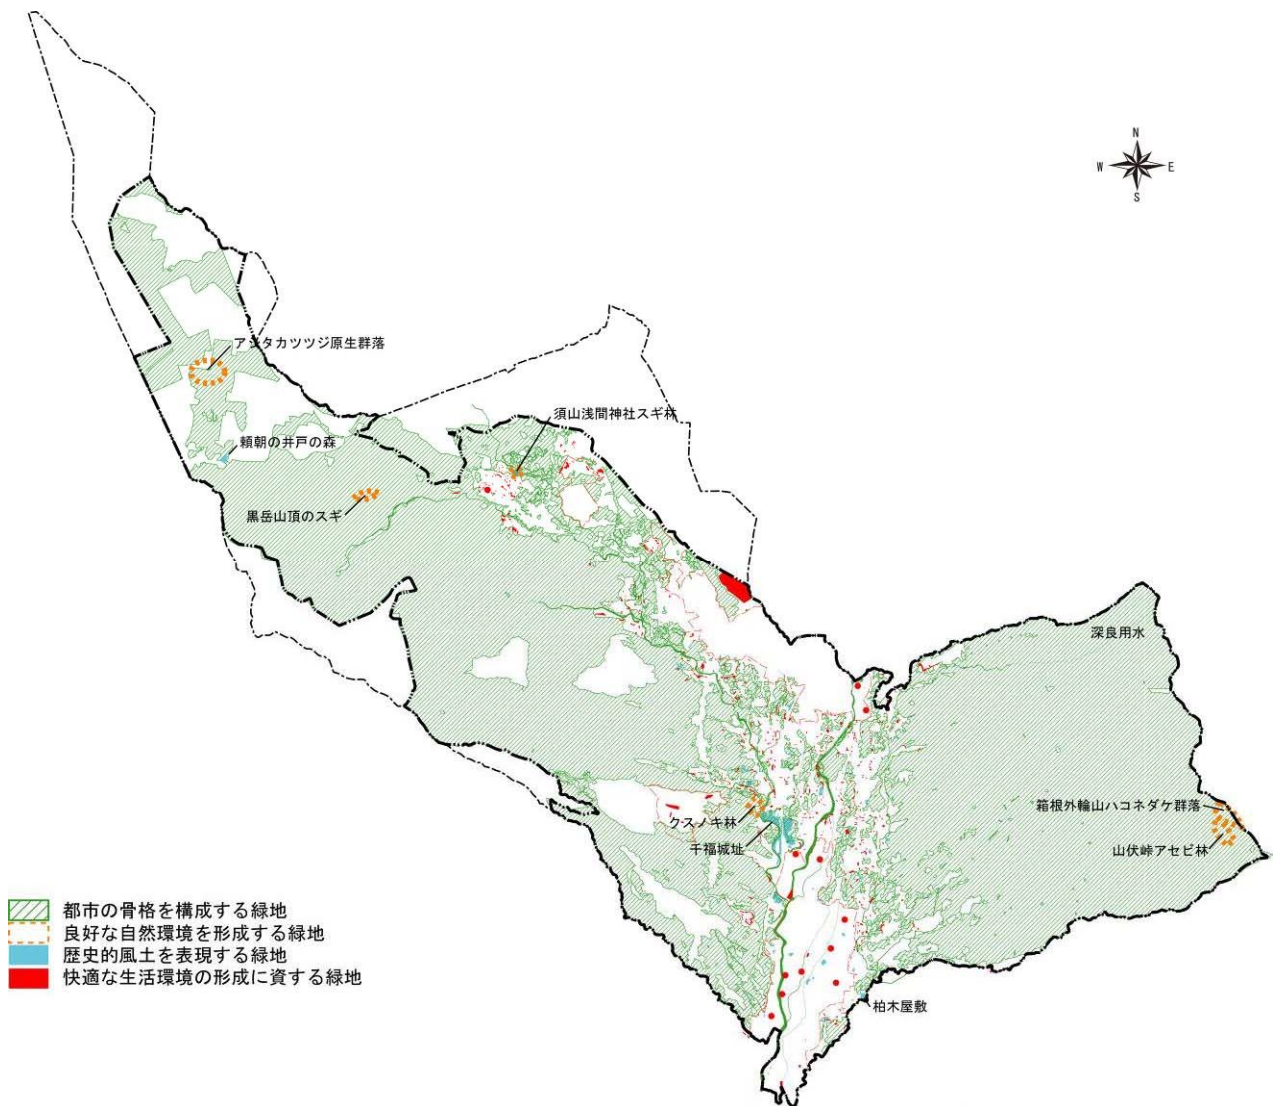 N
W
E
S
アシタカツツジ原生群落
須山浅間神社スギ林
頼朝の井戸の森
黒岳山頂のスギ
深良用水
箱根外輪山ハコネダケ群落
クスノキ林
千福城址
山伏峠アセビ林
都市の骨格を構成する緑地
良好な自然環境を形成する緑地
歴史的風土を表現する緑地
快適な生活環境の形成に資する緑地
柏木屋敷